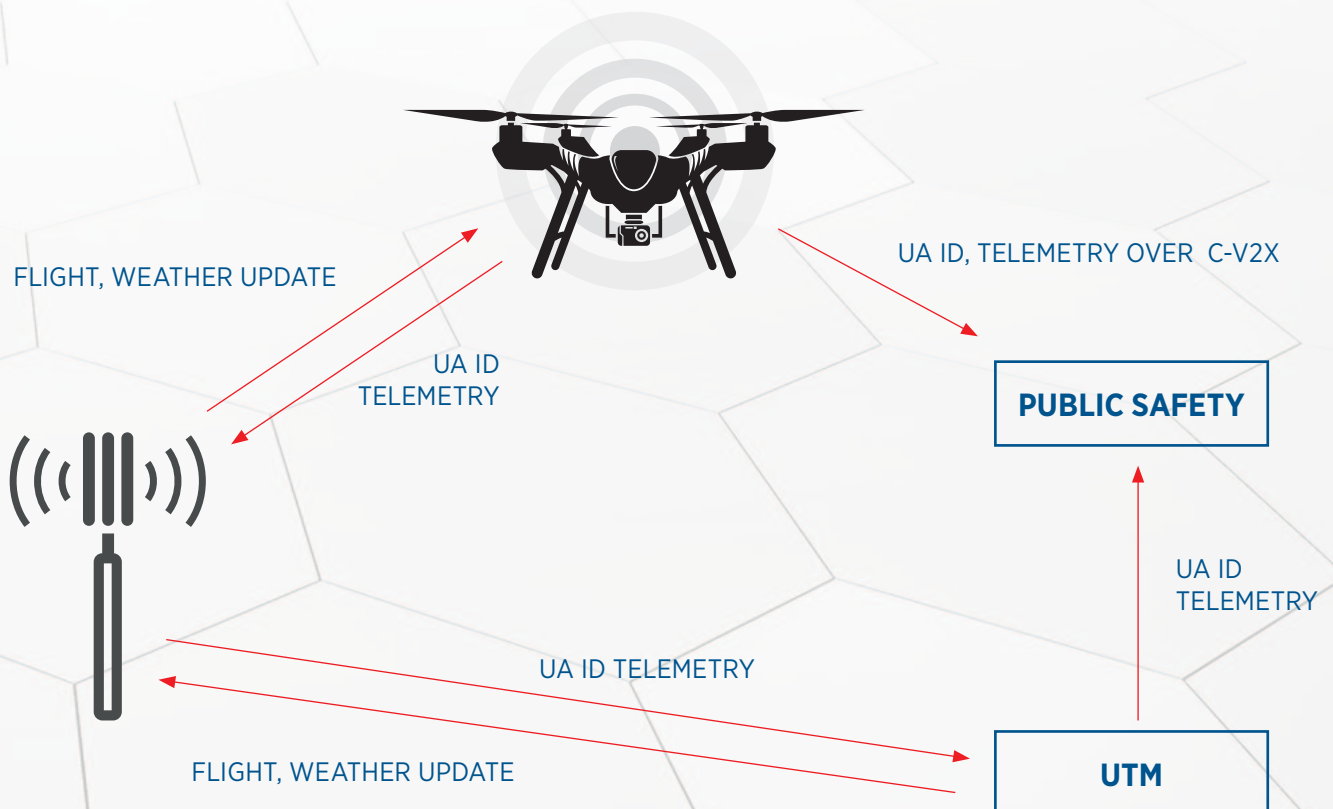 FLIGHT, WEATHER UPDATE
UA ID, TELEMETRY OVER C-V2X
UA ID
TELEMETRY
PUBLIC SAFETY
UA ID
TELEMETRY
UA ID TELEMETRY
FLIGHT, WEATHER UPDATE
UTM